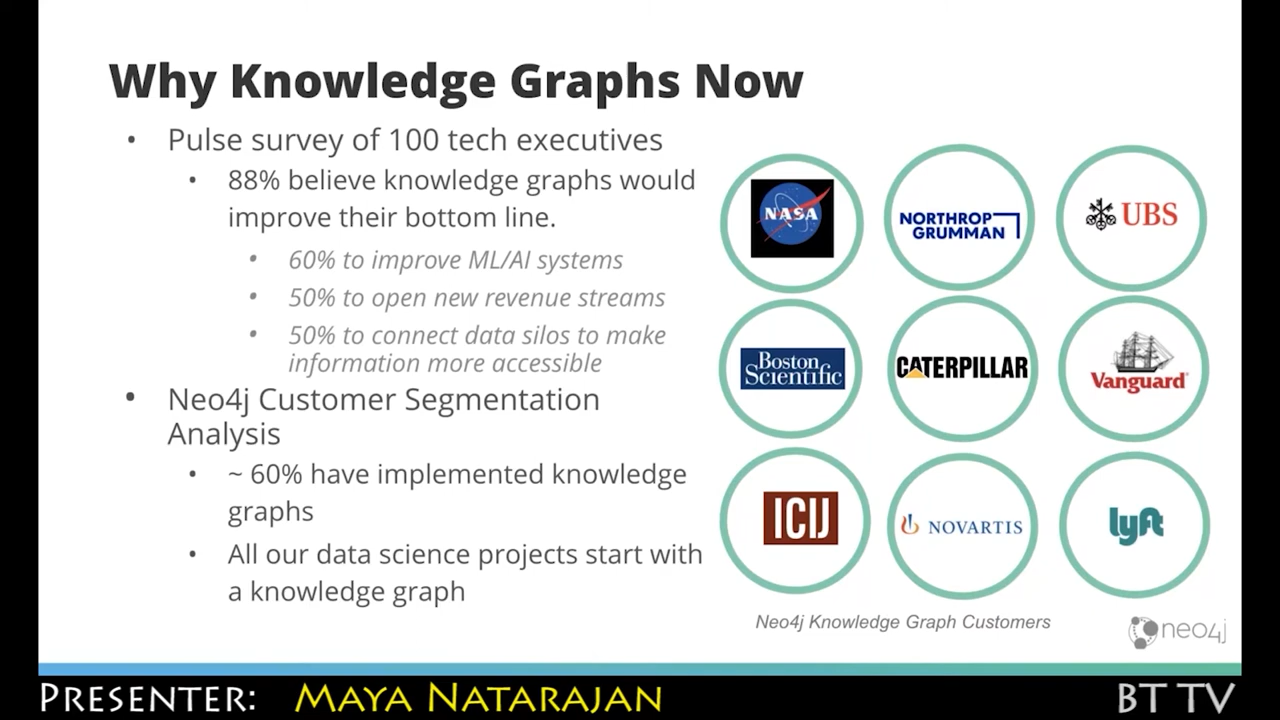 Why Knowledge Graphs Now
• Pulse survey of 100 tech executives
• 88% believe knowledge graphs would
improve their bottom line.
• 60% to improve ML/AI systems
• 50% to open new revenue streams
• 50% to connect data silos to make
information more accessible
• Neo4j Customer Segmentation
Analysis
• ~ 60% have implemented knowledge
graphs
• All our data science projects start with
a knowledge graph
NASA
NORTHROP
GRUMMAN
UBS
Boston
Scientific
CATERPILLAR
Vanguard
ICIJ
NOVARTIS
lyft
Neo4j Knowledge Graph Customers
neo4j
PRESENTER: MAYA NATARAJAN
BT TV